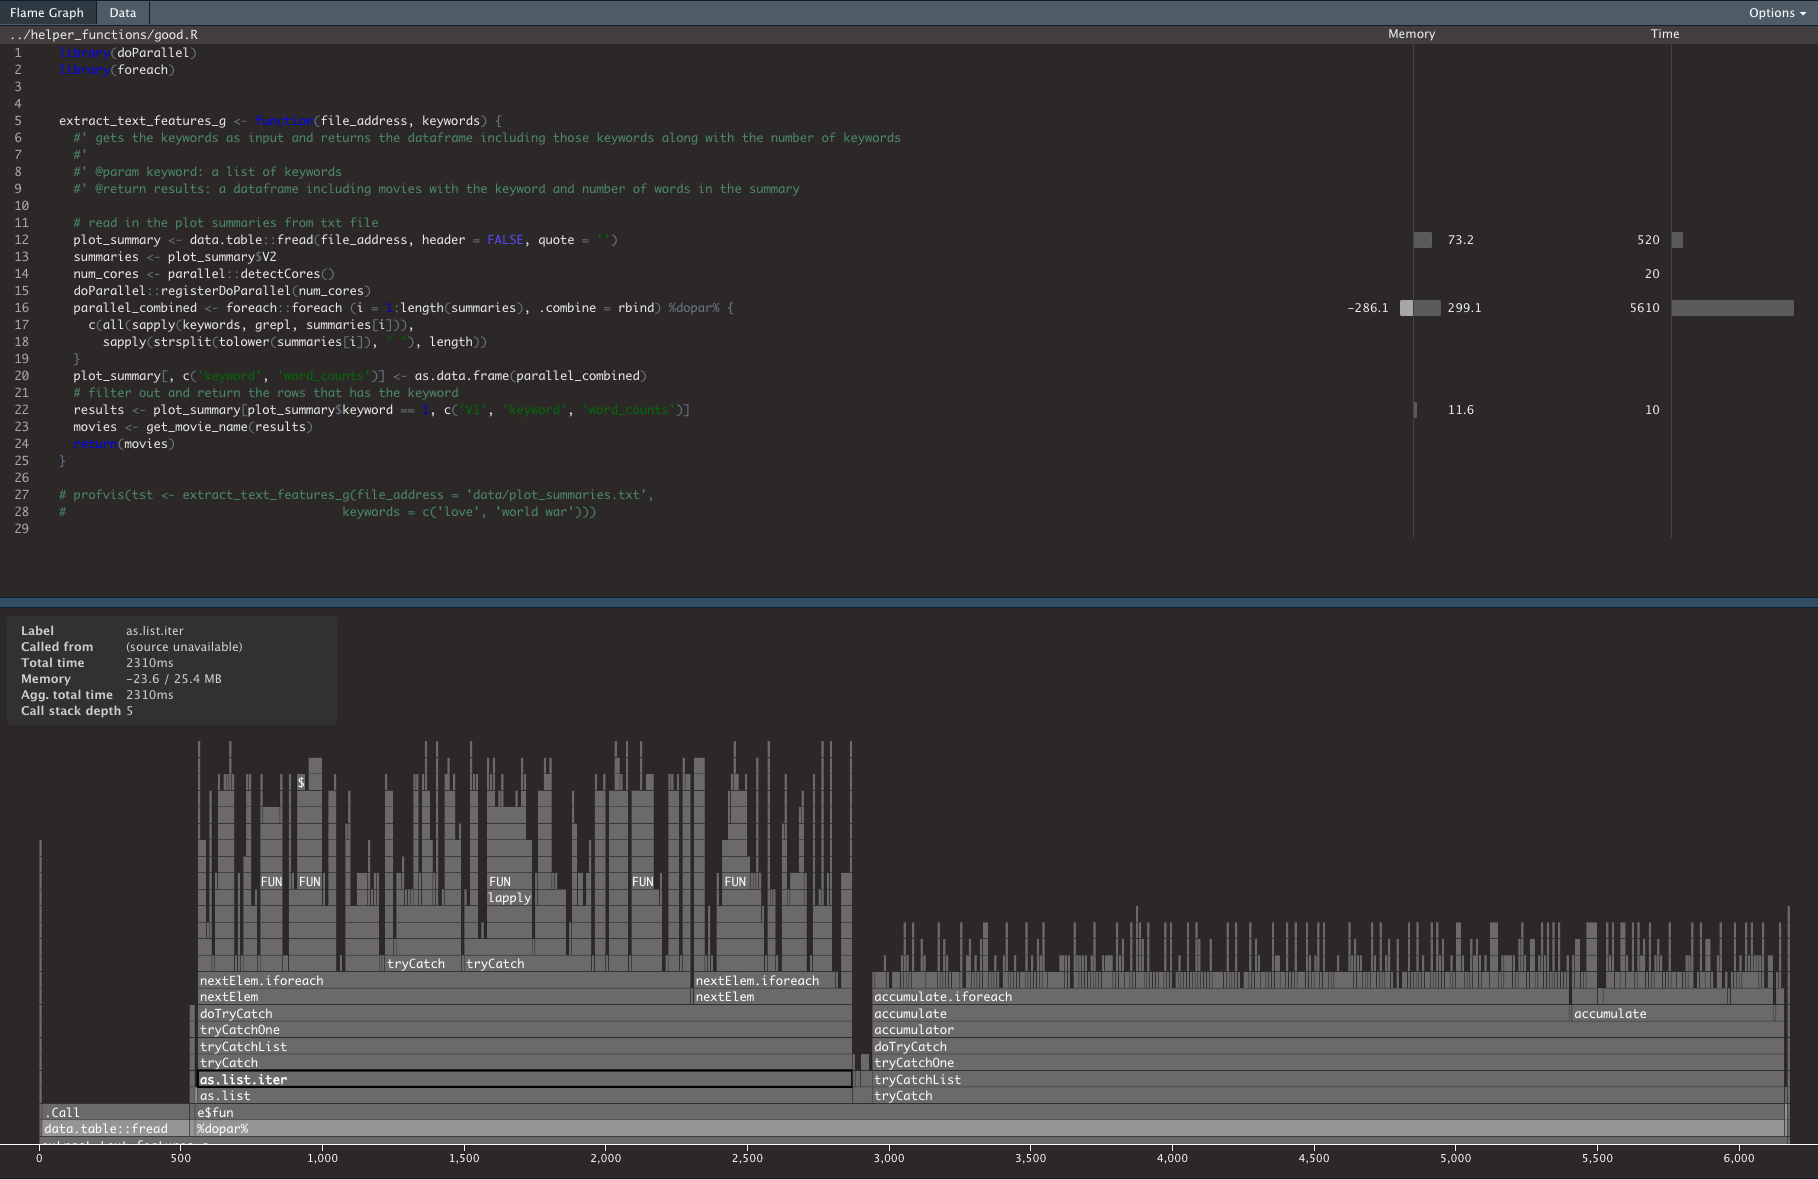 Flame Graph Data Options
../helper_functions/good.R Memory Time
1 library(doParallel)
2 library(foreach)
3
4
5 extract_text_features_g <- function(file_address, keywords) {
6 #' gets the keywords as input and returns the dataframe including those keywords along with the number of keywords
7 #'
8 #' @param keyword: a list of keywords
9 #' @return results: a dataframe including movies with the keyword and number of words in the summary
10
11 # read in the plot summaries from txt file
12 plot_summary <- data.table::fread(file_address, header = FALSE, quote = '') 73.2 520
13 summaries <- plot_summary$V2
14 num_cores <- parallel::detectCores() 20
15 doParallel::registerDoParallel(num_cores)
16 parallel_combined <- foreach::foreach (i = 1:length(summaries), .combine = rbind) %dopar% { -286.1 299.1 5610
17 c(all(sapply(keywords, grepl, summaries[i])),
18 sapply(strsplit(tolower(summaries[i]), " "), length))
19 }
20 plot_summary[, c('keyword', 'word_counts')] <- as.data.frame(parallel_combined)
21 # filter out and return the rows that has the keyword
22 results <- plot_summary[plot_summary$keyword == 1, c('V1', 'keyword', 'word_counts')] 11.6 10
23 movies <- get_movie_name(results)
24 return(movies)
25 }
26
27 # profvis(tst <- extract_text_features_g(file_address = 'data/plot_summaries.txt',
28 # keywords = c('love', 'world war')))
29
Label as.list.iter
Called from (source unavailable)
Total time 2310ms
Memory -23.6 / 25.4 MB
Agg. total time 2310ms
Call stack depth 5
$
FUN FUN FUN FUN FUN
lapply
tryCatch tryCatch
nextElem.iforeach nextElem.iforeach
nextElem nextElem accumulate.iforeach
doTryCatch accumulate accumulate
tryCatchOne accumulator
tryCatchList doTryCatch
tryCatch tryCatchOne
as.list.iter tryCatchList
as.list tryCatch
.Call e$fun
data.table::fread %dopar%
0 500 1,000 1,500 2,000 2,500 3,000 3,500 4,000 4,500 5,000 5,500 6,000